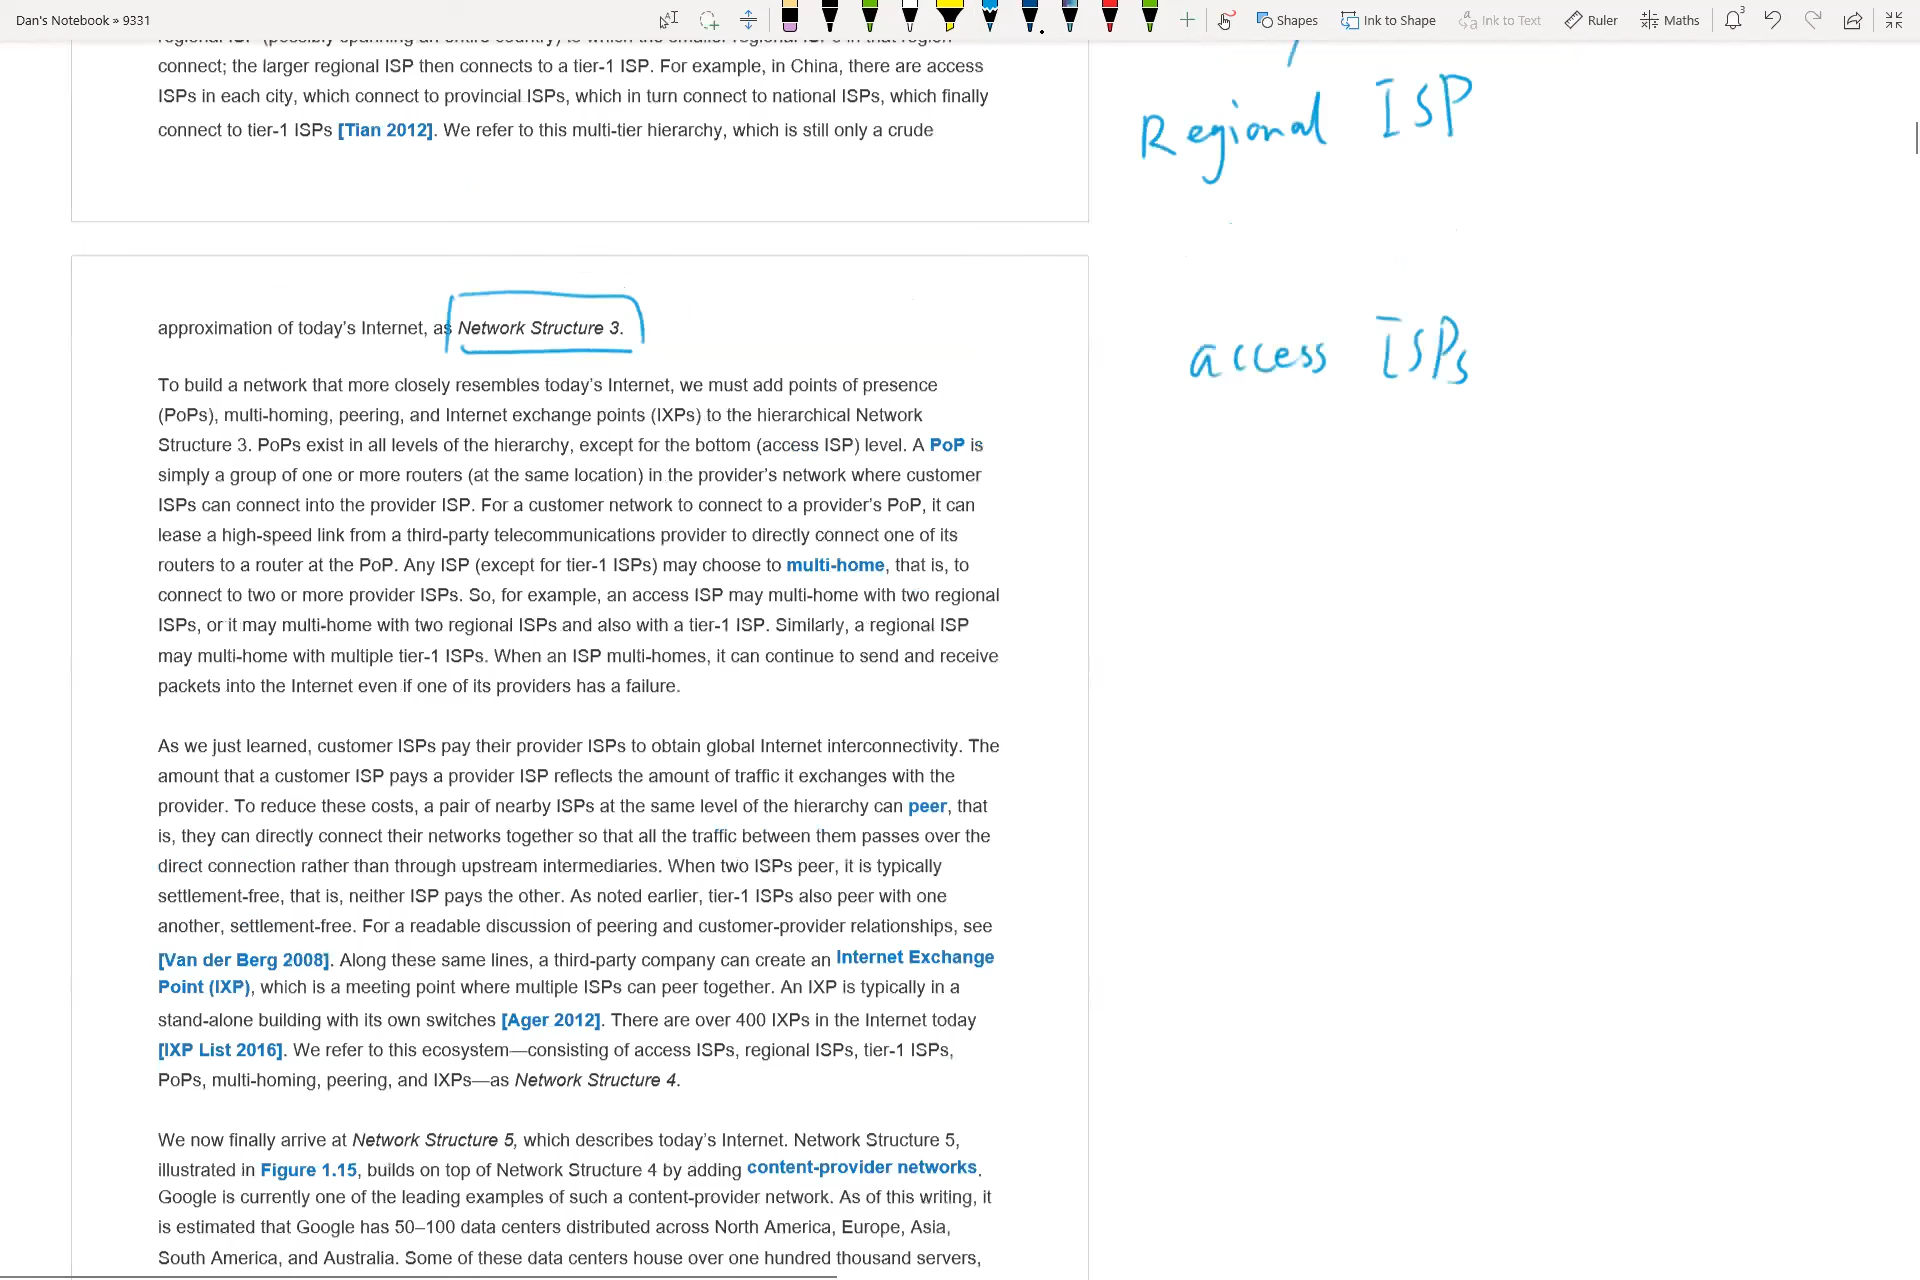 Dan's Notebook » 9331
Shapes
Ink to Shape
Ink to Text
Ruler
Maths
3
regional ISP (possibly spanning an entire country) to which the smaller regional ISPs in that region
connect; the larger regional ISP then connects to a tier-1 ISP. For example, in China, there are access
ISPs in each city, which connect to provincial ISPs, which in turn connect to national ISPs, which finally
connect to tier-1 ISPs [Tian 2012]. We refer to this multi-tier hierarchy, which is still only a crude
Regional ISP
approximation of today's Internet, as Network Structure 3.
access ISPs
To build a network that more closely resembles today's Internet, we must add points of presence
(PoPs), multi-homing, peering, and Internet exchange points (IXPs) to the hierarchical Network
Structure 3. PoPs exist in all levels of the hierarchy, except for the bottom (access ISP) level. A PoP is
simply a group of one or more routers (at the same location) in the provider's network where customer
ISPs can connect into the provider ISP. For a customer network to connect to a provider's PoP, it can
lease a high-speed link from a third-party telecommunications provider to directly connect one of its
routers to a router at the PoP. Any ISP (except for tier-1 ISPs) may choose to multi-home, that is, to
connect to two or more provider ISPs. So, for example, an access ISP may multi-home with two regional
ISPs, or it may multi-home with two regional ISPs and also with a tier-1 ISP. Similarly, a regional ISP
may multi-home with multiple tier-1 ISPs. When an ISP multi-homes, it can continue to send and receive
packets into the Internet even if one of its providers has a failure.
As we just learned, customer ISPs pay their provider ISPs to obtain global Internet interconnectivity. The
amount that a customer ISP pays a provider ISP reflects the amount of traffic it exchanges with the
provider. To reduce these costs, a pair of nearby ISPs at the same level of the hierarchy can peer, that
is, they can directly connect their networks together so that all the traffic between them passes over the
direct connection rather than through upstream intermediaries. When two ISPs peer, it is typically
settlement-free, that is, neither ISP pays the other. As noted earlier, tier-1 ISPs also peer with one
another, settlement-free. For a readable discussion of peering and customer-provider relationships, see
[Van der Berg 2008]. Along these same lines, a third-party company can create an Internet Exchange
Point (IXP), which is a meeting point where multiple ISPs can peer together. An IXP is typically in a
stand-alone building with its own switches [Ager 2012]. There are over 400 IXPs in the Internet today
[IXP List 2016]. We refer to this ecosystem—consisting of access ISPs, regional ISPs, tier-1 ISPs,
PoPs, multi-homing, peering, and IXPs—as Network Structure 4.
We now finally arrive at Network Structure 5, which describes today's Internet. Network Structure 5,
illustrated in Figure 1.15, builds on top of Network Structure 4 by adding content-provider networks.
Google is currently one of the leading examples of such a content-provider network. As of this writing, it
is estimated that Google has 50–100 data centers distributed across North America, Europe, Asia,
South America, and Australia. Some of these data centers house over one hundred thousand servers,